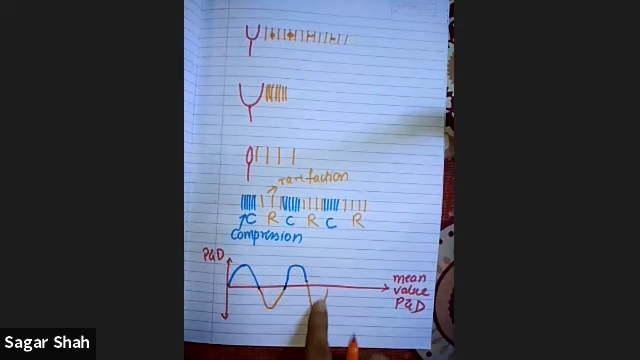 rarefaction
C R C R C R
compression
P&D
mean
value
P&D
Sagar Shah